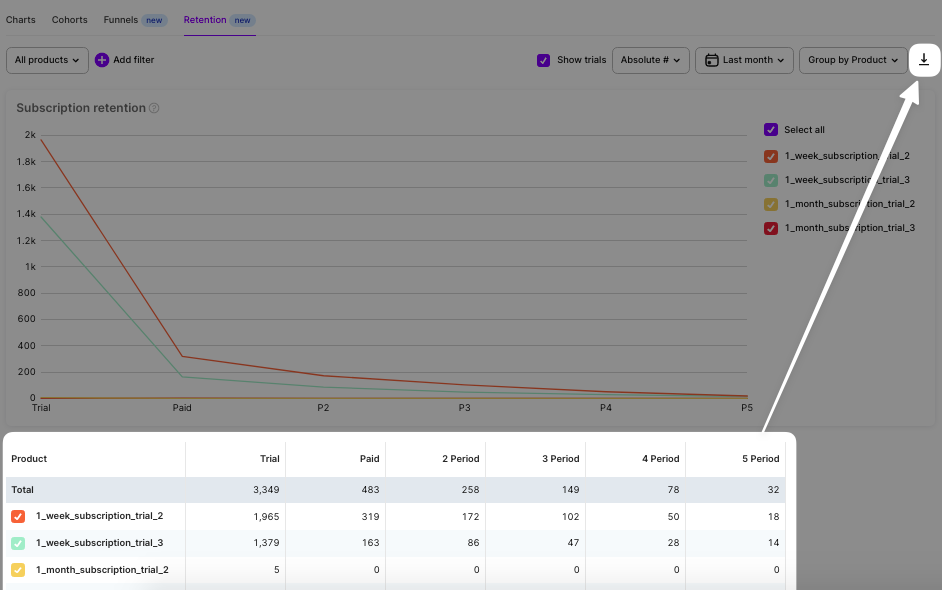 Charts Cohorts Funnels new Retention new
All products Add filter Show trials Absolute # Last month Group by Product
Subscription retention ?
2k
1.8k
1.6k
1.4k
1.2k
1k
800
600
400
200
0
Trial Paid P2 P3 P4 P5
Select all
1_week_subscription_trial_2
1_week_subscription_trial_3
1_month_subscription_trial_2
1_month_subscription_trial_3
Product Trial Paid 2 Period 3 Period 4 Period 5 Period
Total 3,349 483 258 149 78 32
1_week_subscription_trial_2 1,965 319 172 102 50 18
1_week_subscription_trial_3 1,379 163 86 47 28 14
1_month_subscription_trial_2 5 0 0 0 0 0